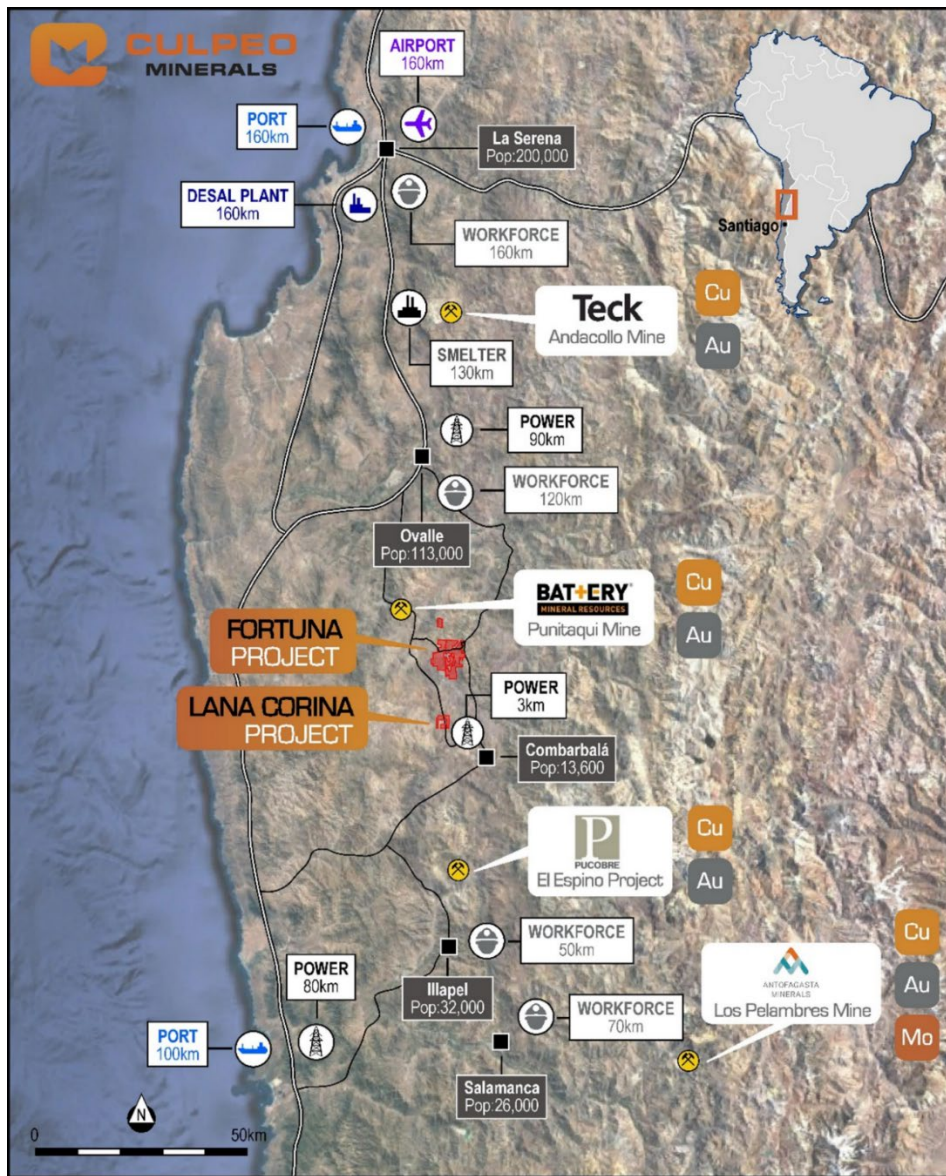 CULPEO
MINERALS
AIRPORT
160km
PORT
160km
La Serena
Pop:200,000
DESAL PLANT
160km
WORKFORCE
160km
Santiago
Teck
Andacollo Mine
Cu
Au
SMELTER
130km
POWER
90km
WORKFORCE
120km
Ovalle
Pop:113,000
BAT+ERY
MINERAL RESOURCES
Punitaqui Mine
Cu
Au
FORTUNA
PROJECT
POWER
3km
LANA CORINA
PROJECT
Combarbalá
Pop:13,600
P
PUCOBRE
El Espino Project
Cu
Au
WORKFORCE
50km
Illapel
Pop:32,000
POWER
80km
ANTOFAGASTA
MINERALS
Los Pelambres Mine
Cu
Au
Mo
WORKFORCE
70km
PORT
100km
Salamanca
Pop:26,000
N
0 50km